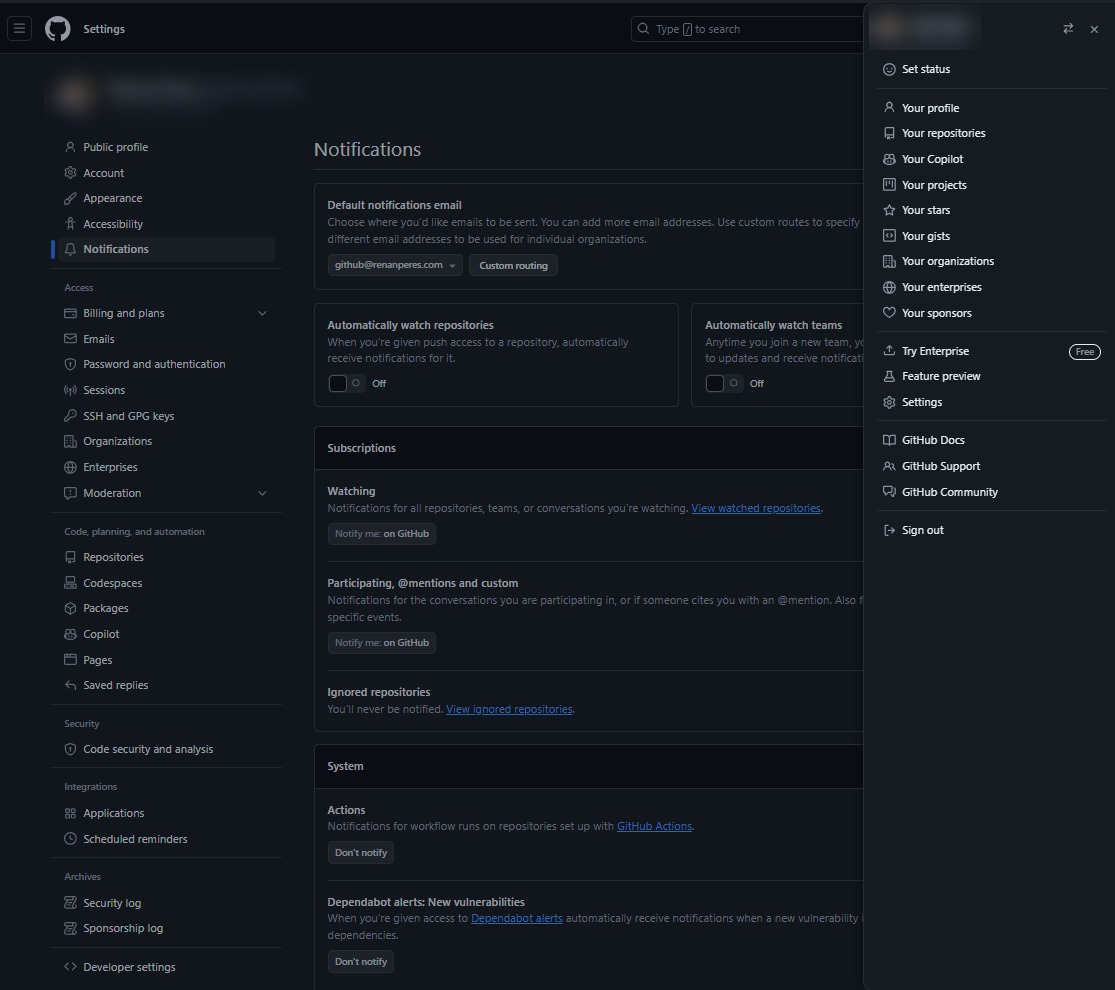 Settings
Type / to search
Public profile
Account
Appearance
Accessibility
Notifications
Access
Billing and plans
Emails
Password and authentication
Sessions
SSH and GPG keys
Organizations
Enterprises
Moderation
Code, planning, and automation
Repositories
Codespaces
Packages
Copilot
Pages
Saved replies
Security
Code security and analysis
Integrations
Applications
Scheduled reminders
Archives
Security log
Sponsorship log
Developer settings
Notifications
Default notifications email
Choose where you'd like emails to be sent. You can add more email addresses. Use custom routes to specify
different email addresses to be used for individual organizations.
github@renanperes.com
Custom routing
Automatically watch repositories
When you're given push access to a repository, automatically
receive notifications for it.
Off
Automatically watch teams
Anytime you join a new team,
to updates and receive
Off
Subscriptions
Watching
Notifications for all repositories, teams, or conversations you're watching. View watched repositories.
Notify me: on GitHub
Participating, @mentions and custom
Notifications for the conversations you are participating in, or if someone cites you with an @mention. Also
specific events.
Notify me: on GitHub
Ignored repositories
You'll never be notified. View ignored repositories.
System
Actions
Notifications for workflow runs on repositories set up with GitHub Actions.
Don't notify
Dependabot alerts: New vulnerabilities
When you're given access to Dependabot alerts automatically receive notifications when a new vulnerability
dependencies.
Don't notify
Set status
Your profile
Your repositories
Your Copilot
Your projects
Your stars
Your gists
Your organizations
Your enterprises
Your sponsors
Try Enterprise
Free
Feature preview
Settings
GitHub Docs
GitHub Support
GitHub Community
Sign out